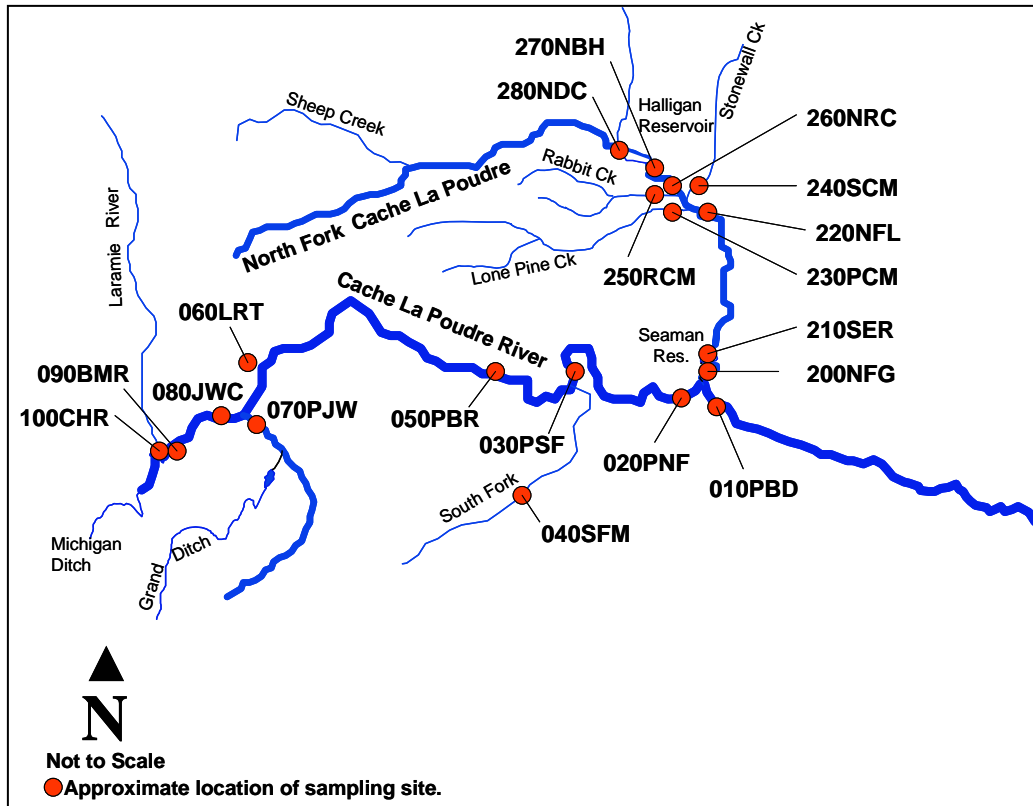 270NBH
280NDC
Halligan
Reservoir
Stonewall Ck
260NRC
Sheep Creek
Rabbit Ck
240SCM
North Fork Cache La Poudre
220NFL
Laramie River
Lone Pine Ck
250RCM
230PCM
Cache La Poudre River
060LRT
Seaman
Res.
210SER
090BMR
080JWC
200NFG
100CHR
070PJW
050PBR
030PSF
020PNF
010PBD
South Fork
040SFM
Michigan
Ditch
Grand Ditch
N
Not to Scale
Approximate location of sampling site.